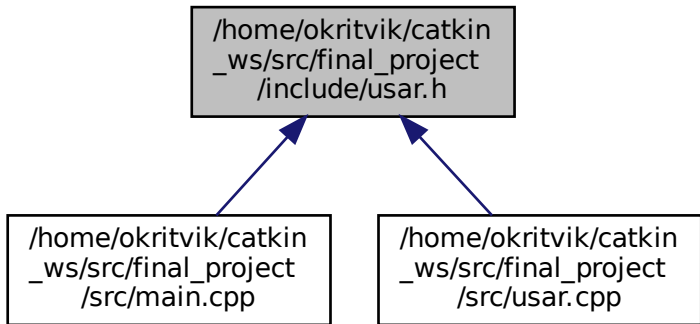 /home/okritvik/catkin
_ws/src/final_project
/include/usar.h
/home/okritvik/catkin
_ws/src/final_project
/src/main.cpp
/home/okritvik/catkin
_ws/src/final_project
/src/usar.cpp